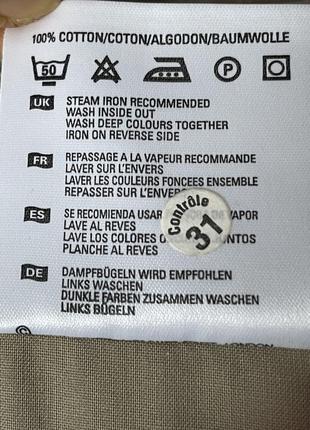 100% COTTON/COTON/ALGODON/BAUMWOLLE
50
P
UK
STEAM IRON RECOMMENDED
WASH INSIDE OUT
WASH DEEP COLOURS TOGETHER
IRON ON REVERSE SIDE
FR
REPASSAGE A LA VAPEUR RECOMMANDE
LAVER SUR L'ENVERS
LAVER LES COULEURS FONCEES ENSEMBLE
REPASSER SUR L'ENVERS
ES
SE RECOMIENDA USAR VAPOR
LAVE AL REVES
LAVE LOS COLORES JUNTOS
PLANCHE AL REVES
Contrôle
31
DE
DAMPFBÜGELN WIRD EMPFOHLEN
LINKS WASCHEN
DUNKLE FARBEN ZUSAMMEN WASCHEN
LINKS BÜGELN
©